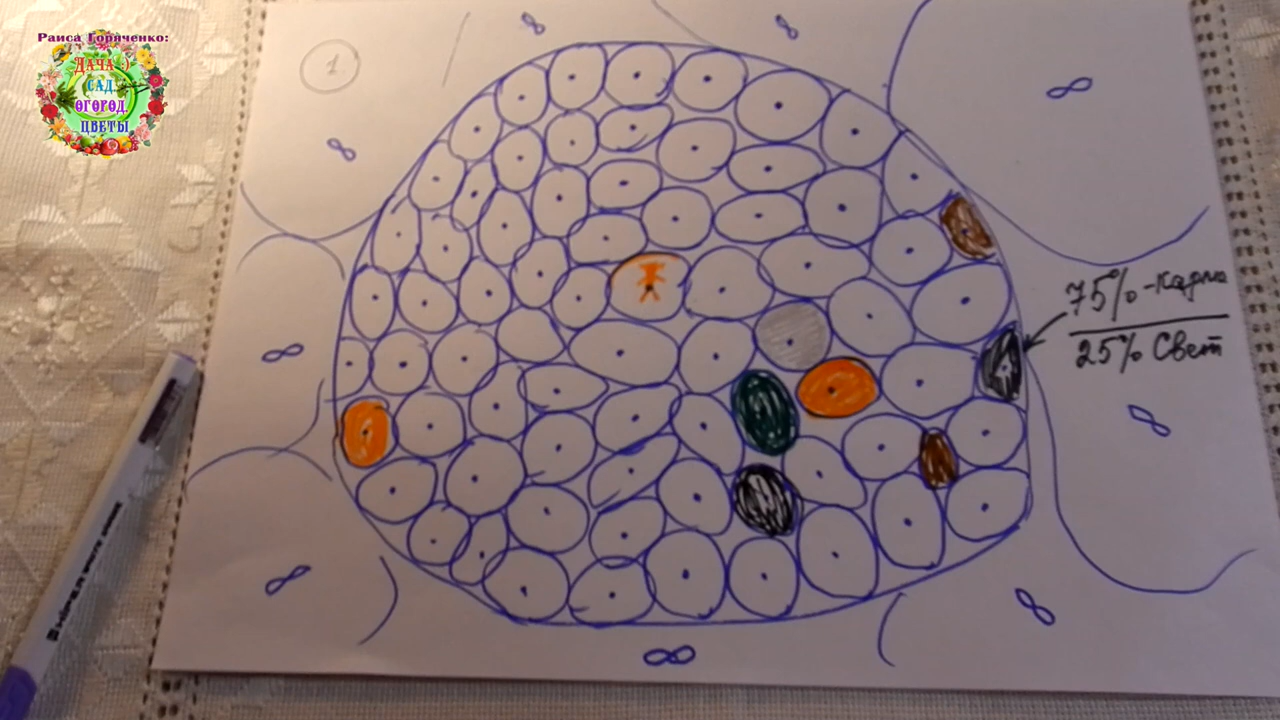 Раиса Горяченко:
ДАЧА :)
САД
ОГОРОД
ЦВЕТЫ
1.
∞
∞
∞
∞
∞
∞
∞
∞
∞
75%-карма
25% Свет